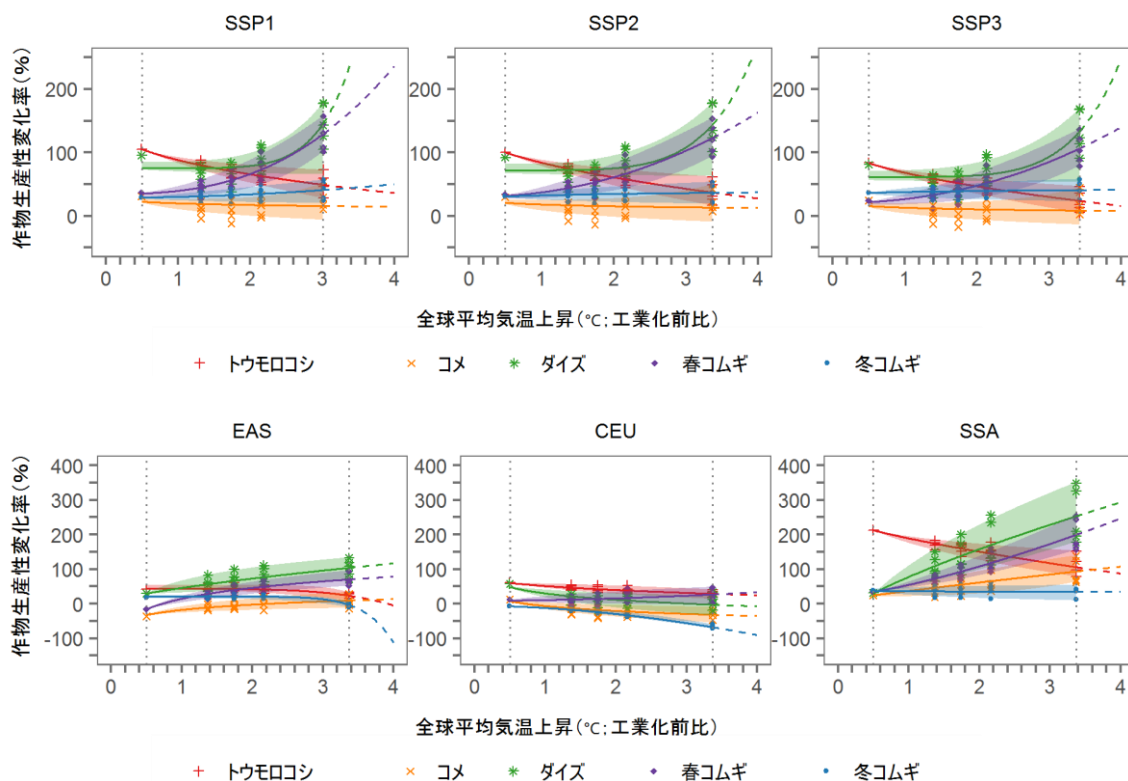 SSP1 SSP2 SSP3
作物生産性変化率(%)
200
100
0
0 1 2 3 4 0 1 2 3 4 0 1 2 3 4
全球平均気温上昇(℃;工業化前比)
トウモロコシ コメ ダイズ 春コムギ 冬コムギ
EAS CEU SSA
作物生産性変化率(%)
400 400 400
300 300 300
200 200 200
100 100 100
0 0 0
-100 -100 -100
0 1 2 3 4 0 1 2 3 4 0 1 2 3 4
全球平均気温上昇(℃;工業化前比)
トウモロコシ コメ ダイズ 春コムギ 冬コムギ